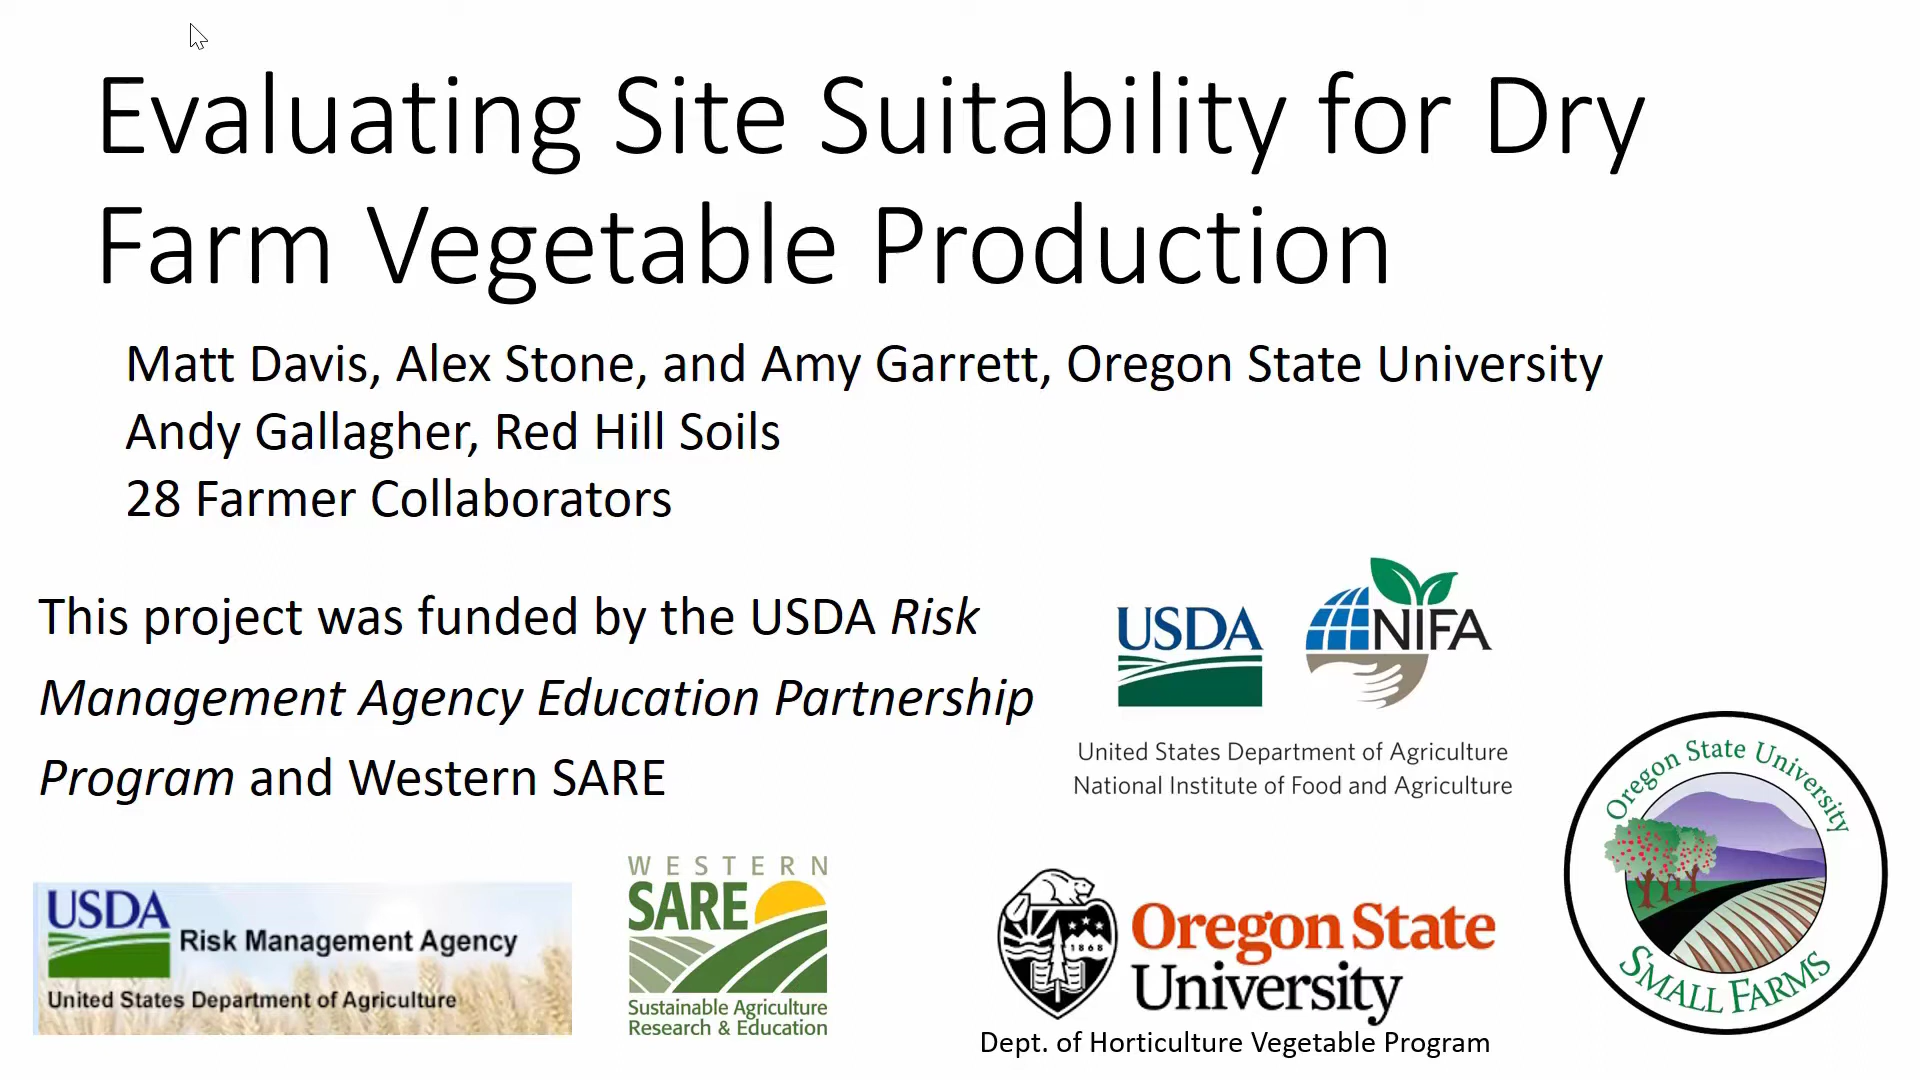 Evaluating Site Suitability for Dry
Farm Vegetable Production
Matt Davis, Alex Stone, and Amy Garrett, Oregon State University
Andy Gallagher, Red Hill Soils
28 Farmer Collaborators
This project was funded by the USDA Risk
Management Agency Education Partnership
Program and Western SARE
USDA
NIFA
United States Department of Agriculture
National Institute of Food and Agriculture
USDA
Risk Management Agency
United States Department of Agriculture
WESTERN
SARE
Sustainable Agriculture
Research & Education
1868
Oregon State
University
Dept. of Horticulture Vegetable Program
Oregon State University
SMALL FARMS